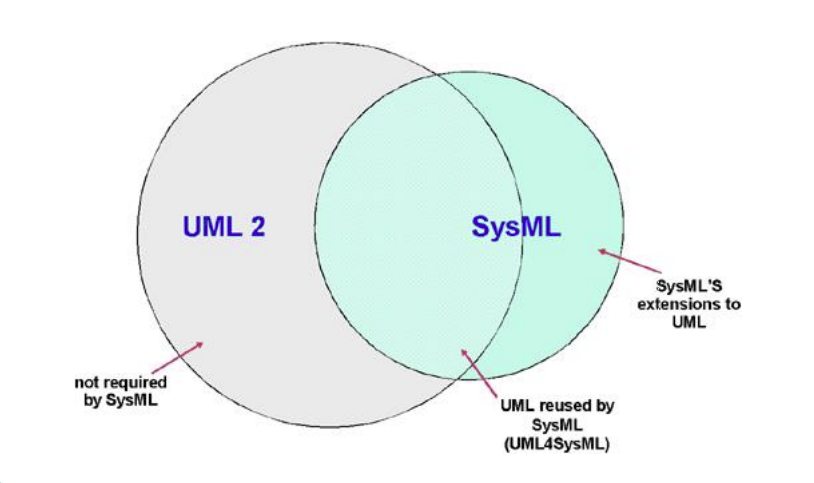 UML 2
SysML
SysML'S
extensions to
UML
not required
by SysML
UML reused by
SysML
(UML4SysML)